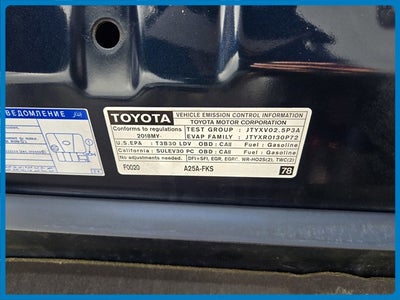 ВЕДОМЛЕНИЕ
TOYOTA
VEHICLE EMISSION CONTROL INFORMATION
TOYOTA MOTOR CORPORATION
Conforms to regulations
2018MY
TEST GROUP : JTYXV02.5P3A
EVAP FAMILY : JTYXR0130P72
U.S.EPA : T3B30 LDV OBD : CAII Fuel : Gasoline
California : SULEV30 PC OBD : CAII Fuel : Gasoline
No adjustments needed. DFI+SFI, EGR, EGRC, WR-HO2S(2), TWC(2)
F0020 A25A-FKS 78